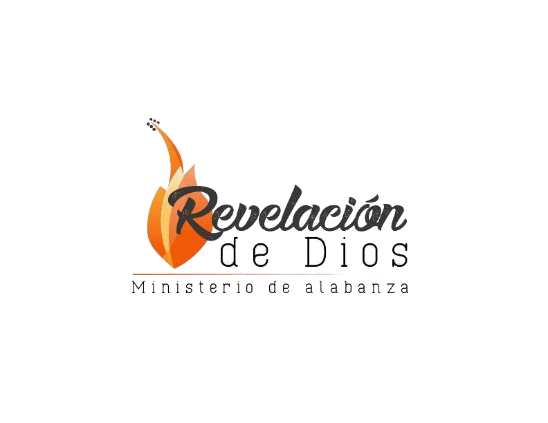 Revelación
de Dios
Ministerio de alabanza